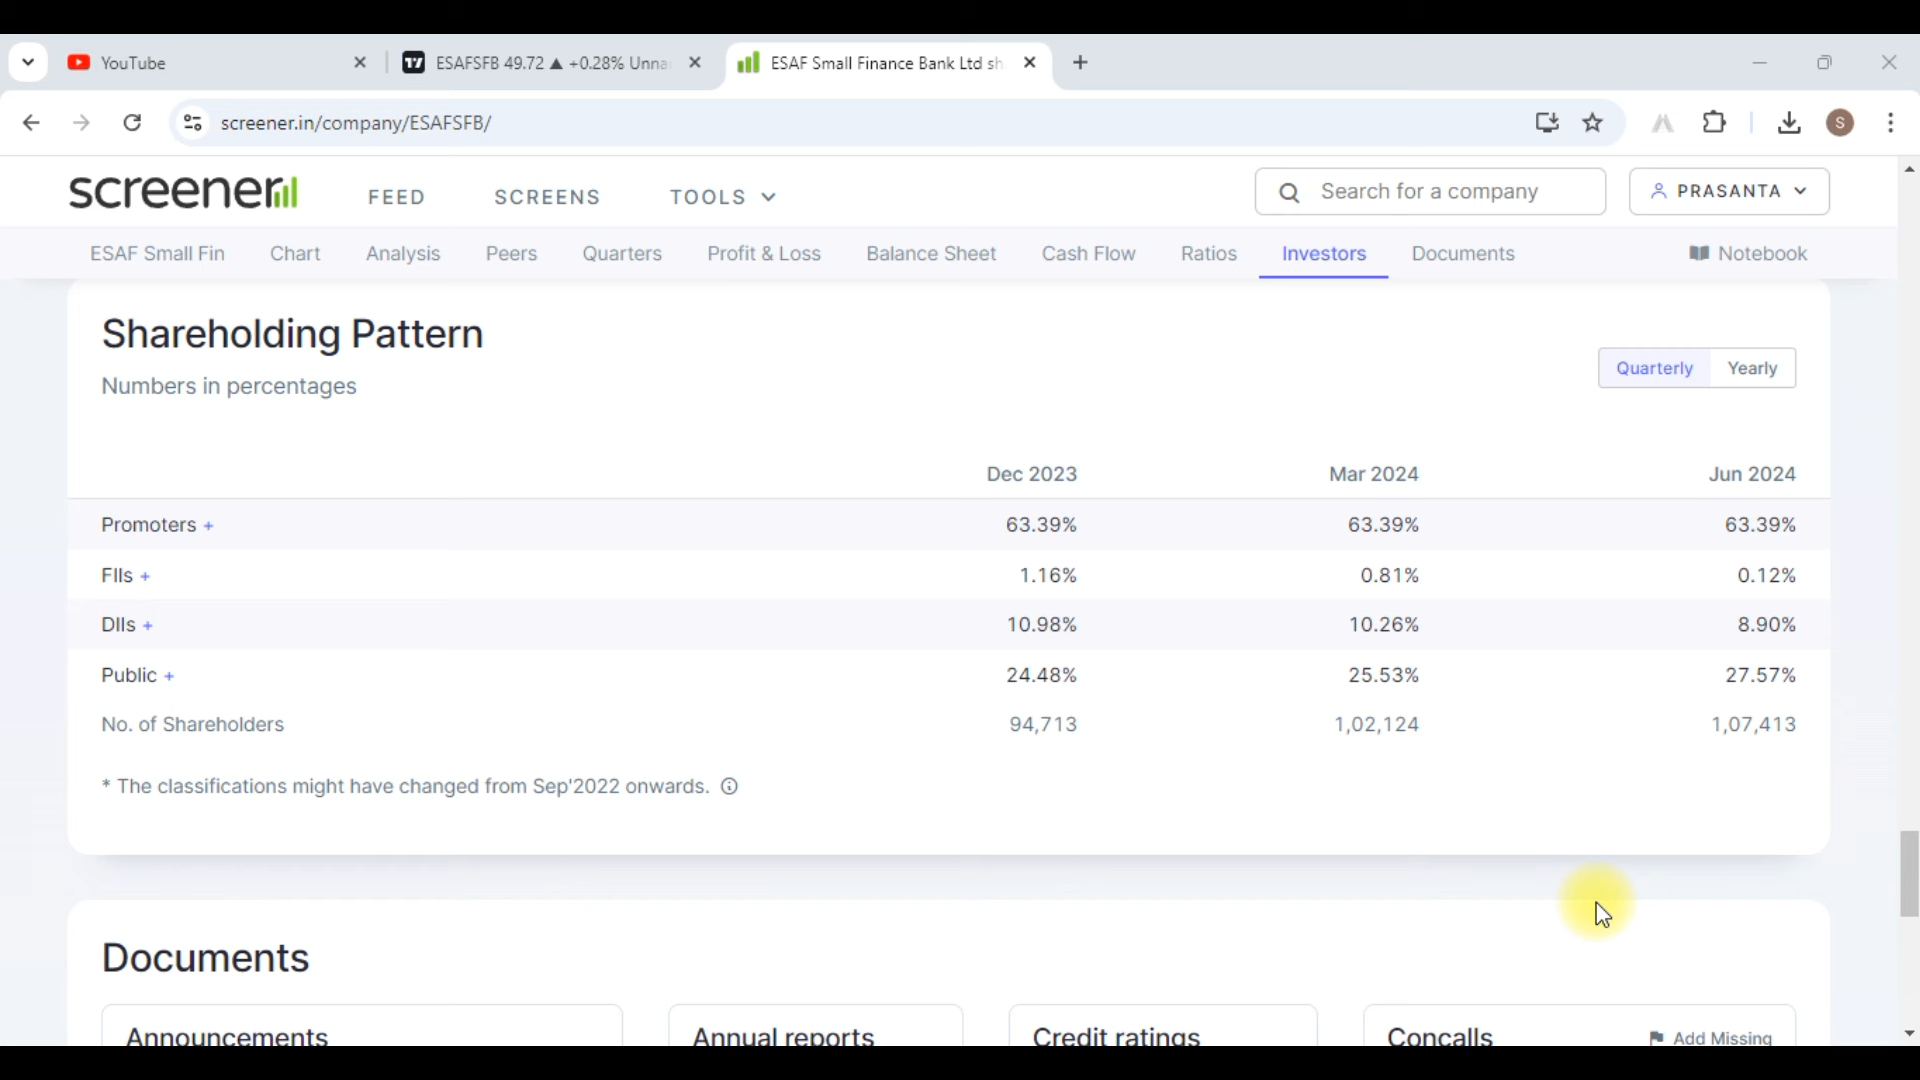 YouTube
ESAFSFB 49.72 ▲ +0.28% Unna
ESAF Small Finance Bank Ltd sh
screener.in/company/ESAFSFB/
S
screener
FEED
SCREENS
TOOLS
Search for a company
PRASANTA
ESAF Small Fin
Chart
Analysis
Peers
Quarters
Profit & Loss
Balance Sheet
Cash Flow
Ratios
Investors
Documents
Notebook
Shareholding Pattern
Numbers in percentages
Quarterly Yearly
Dec 2023 Mar 2024 Jun 2024
Promoters + 63.39% 63.39% 63.39%
FIIs + 1.16% 0.81% 0.12%
DIIs + 10.98% 10.26% 8.90%
Public + 24.48% 25.53% 27.57%
No. of Shareholders 94,713 1,02,124 1,07,413
* The classifications might have changed from Sep'2022 onwards.
Documents
Announcements
Annual reports
Credit ratings
Concalls
Add Missing